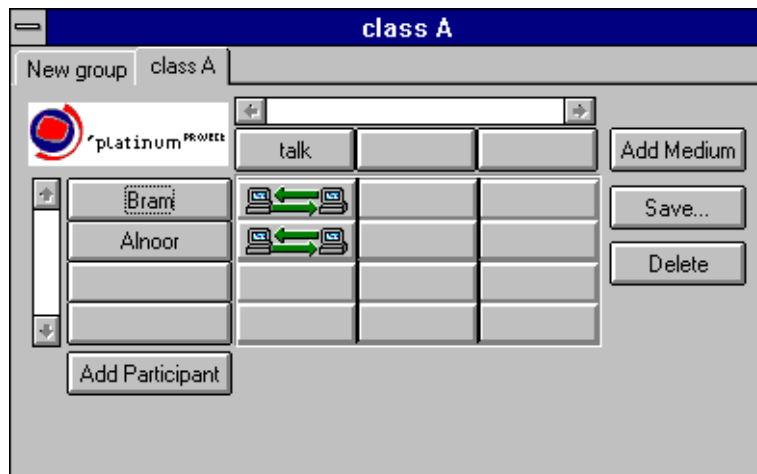 class A
New group class A
platinum PROJECT
talk Add Medium
Bram Save...
Alnoor
Delete
Add Participant